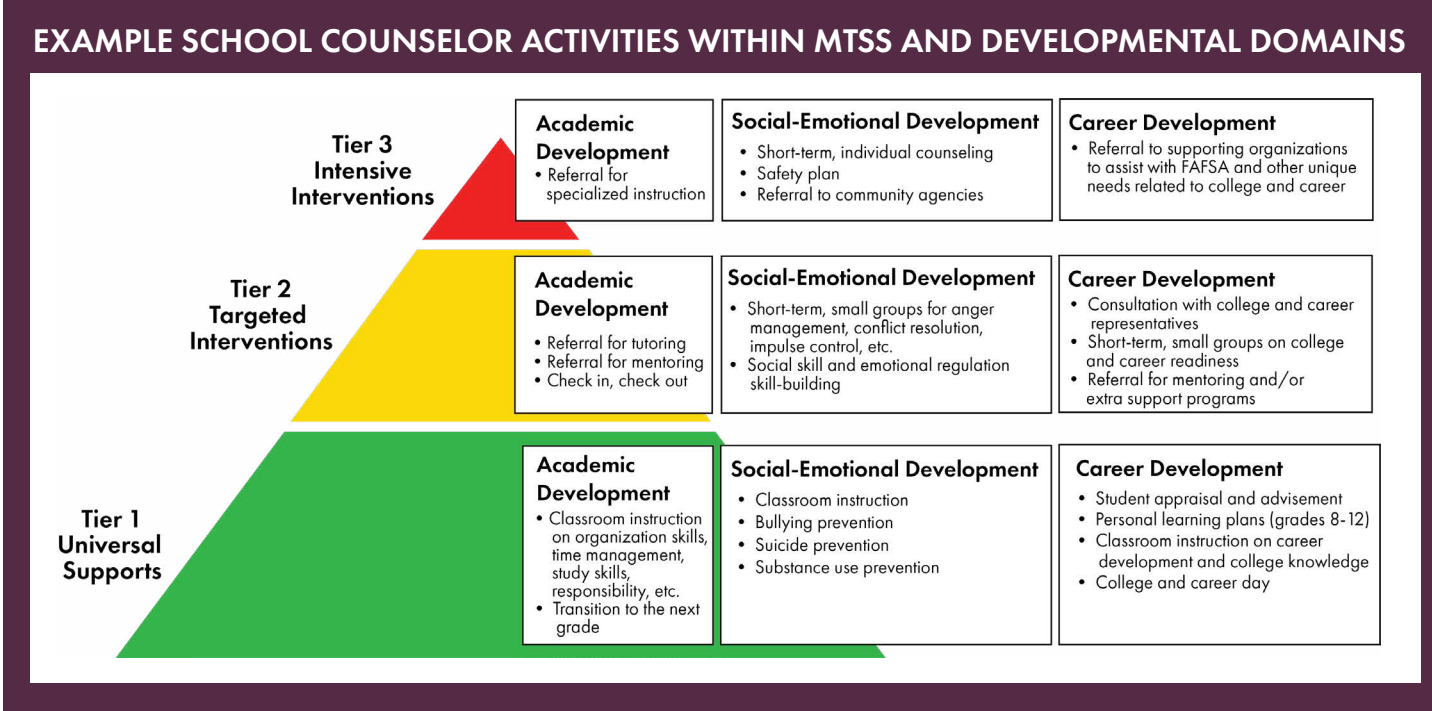 EXAMPLE SCHOOL COUNSELOR ACTIVITIES WITHIN MTSS AND DEVELOPMENTAL DOMAINS
Tier 3
Intensive
Interventions
Academic
Development
• Referral for
specialized instruction
Social-Emotional Development
• Short-term, individual counseling
• Safety plan
• Referral to community agencies
Career Development
• Referral to supporting organizations
to assist with FAFSA and other unique
needs related to college and career
Tier 2
Targeted
Interventions
Academic
Development
• Referral for tutoring
• Referral for mentoring
• Check in, check out
Social-Emotional Development
• Short-term, small groups for anger
management, conflict resolution,
impulse control, etc.
• Social skill and emotional regulation
skill-building
Career Development
• Consultation with college and career
representatives
• Short-term, small groups on college
and career readiness
• Referral for mentoring and/or
extra support programs
Tier 1
Universal
Supports
Academic
Development
• Classroom instruction
on organization skills,
time management,
study skills,
responsibility, etc.
• Transition to the next
grade
Social-Emotional Development
• Classroom instruction
• Bullying prevention
• Suicide prevention
• Substance use prevention
Career Development
• Student appraisal and advisement
• Personal learning plans (grades 8-12)
• Classroom instruction on career
development and college knowledge
• College and career day